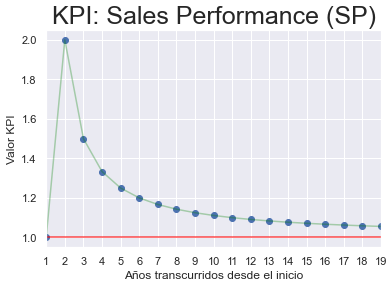 KPI: Sales Performance (SP)
Valor KPI
2.0
1.8
1.6
1.4
1.2
1.0
1 2 3 4 5 6 7 8 9 10 11 12 13 14 15 16 17 18 19
Años transcurridos desde el inicio